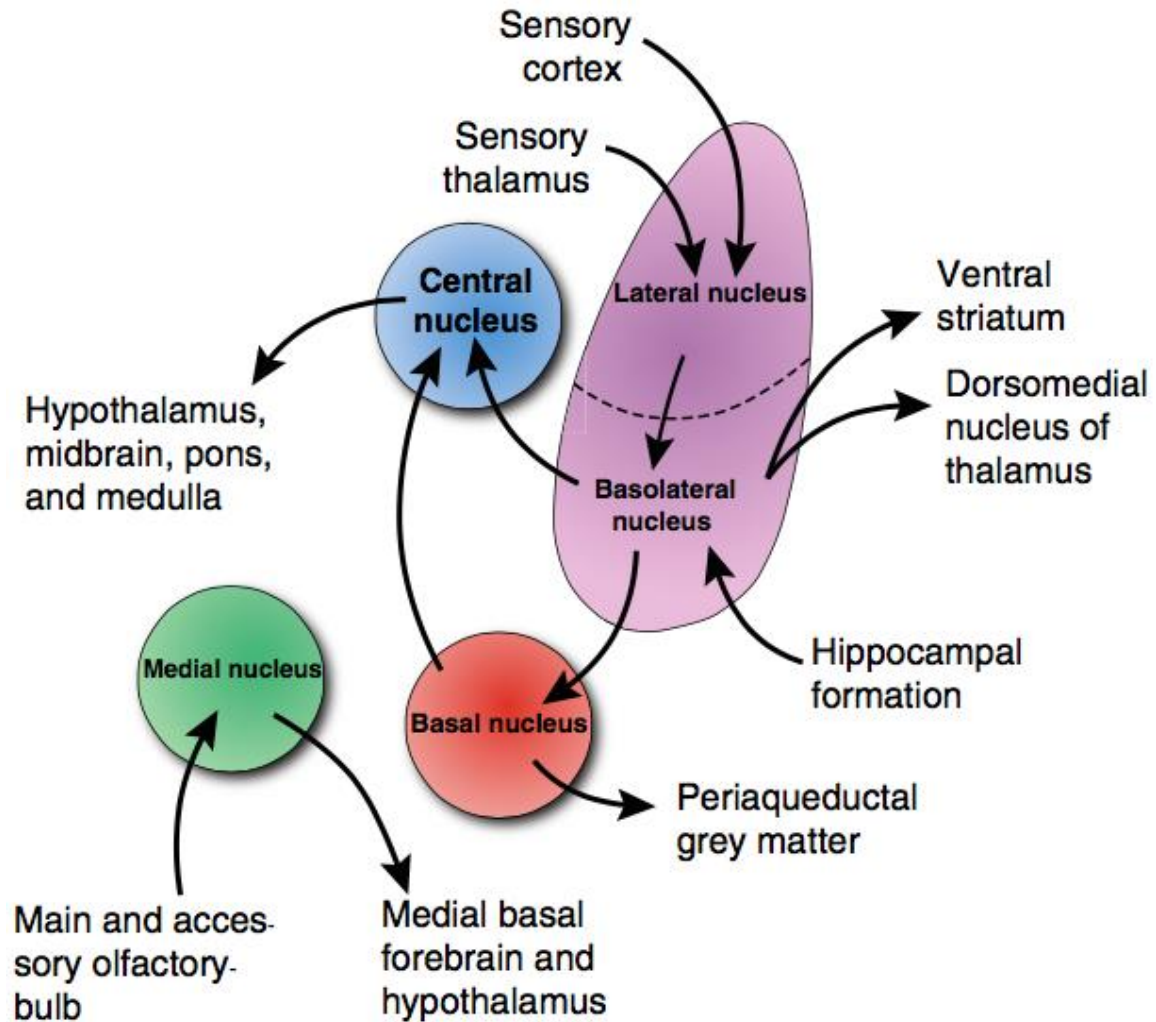 Sensory
cortex
Sensory
thalamus
Central
nucleus
Lateral nucleus
Ventral
striatum
Dorsomedial
nucleus of
thalamus
Hypothalamus,
midbrain, pons,
and medulla
Basolateral
nucleus
Hippocampal
formation
Medial nucleus
Basal nucleus
Periaqueductal
grey matter
Main and acces-
sory olfactory-
bulb
Medial basal
forebrain and
hypothalamus